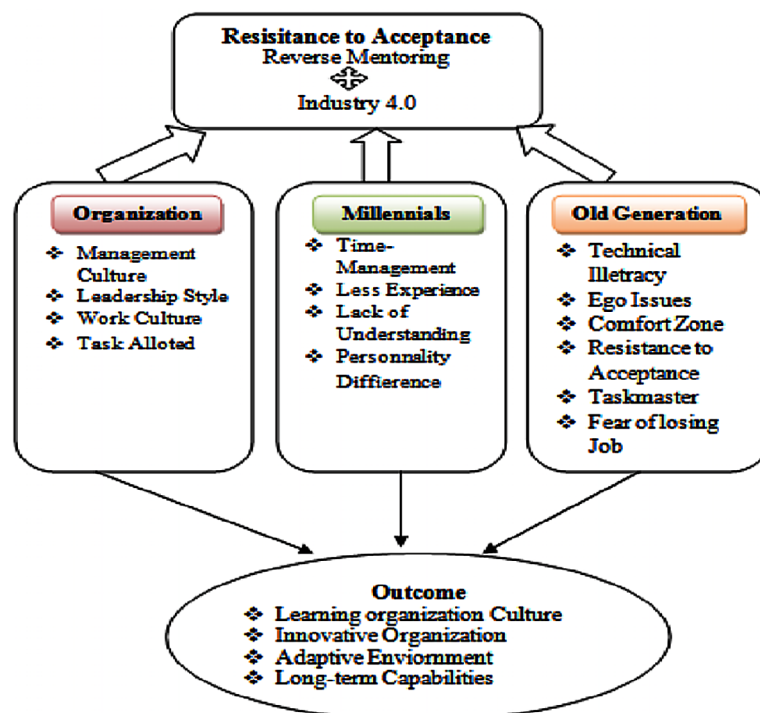 Resisitance to Acceptance
Reverse Mentoring
Industry 4.0
Organization
Management
Culture
Leadership Style
Work Culture
Task Alloted
Millennials
Time-
Management
Less Experience
Lack of
Understanding
Personnality
Diffierence
Old Generation
Technical
Illetracy
Ego Issues
Comfort Zone
Resistance to
Acceptance
Taskmaster
Fear of losing
Job
Outcome
Learning organization Culture
Innovative Organization
Adaptive Enviornment
Long-term Capabilities